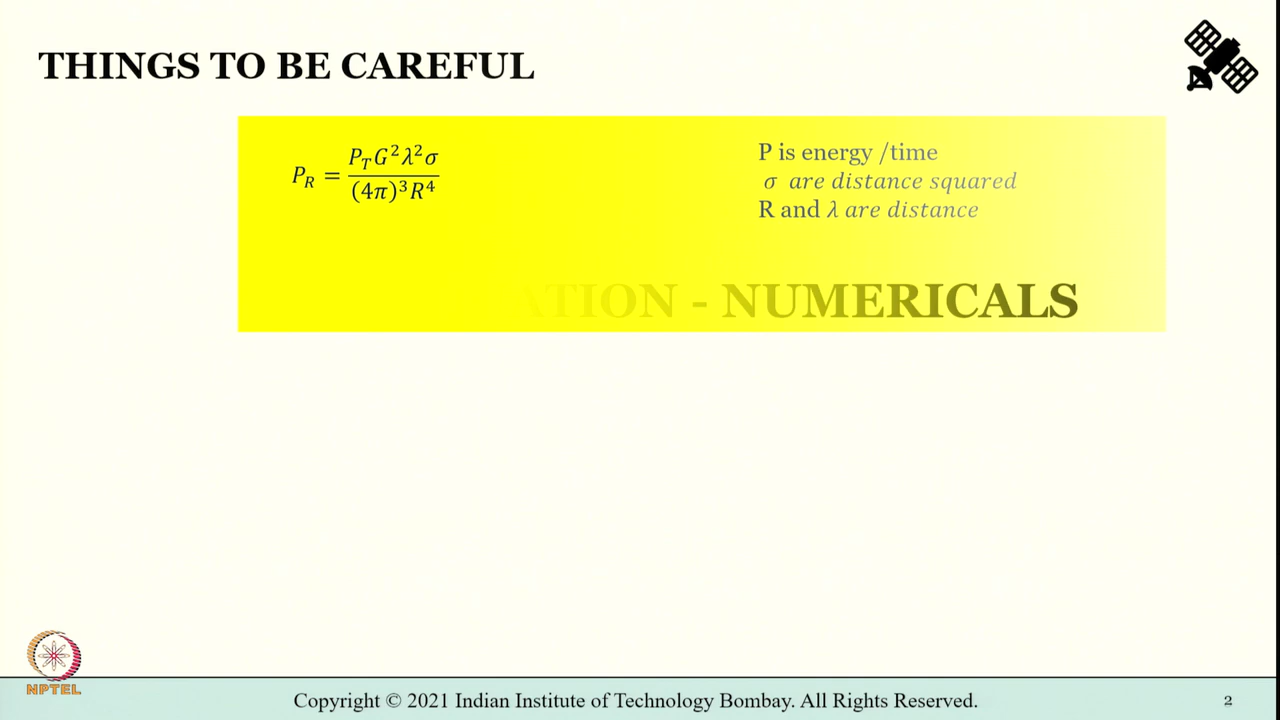 THINGS TO BE CAREFUL
P_R = \frac{P_T G^2 λ^2 σ}{(4π)^3 R^4}
P is energy /time
σ are distance squared
R and λ are distance
- NUMERICALS
NPTEL
Copyright © 2021 Indian Institute of Technology Bombay. All Rights Reserved.
2